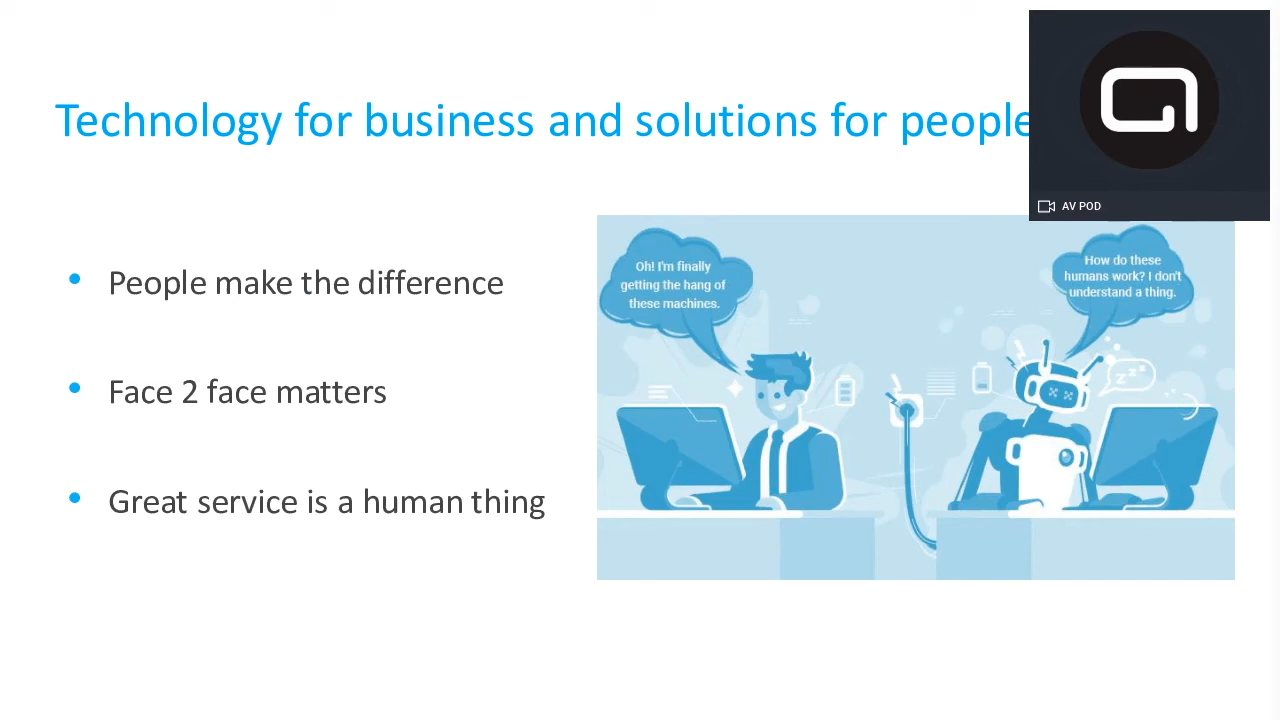 Technology for business and solutions for people
AV POD
People make the difference
Face 2 face matters
Great service is a human thing
Oh! I'm finally
getting the hang of
these machines.
How do these
humans work? I don't
understand a thing.
zzz